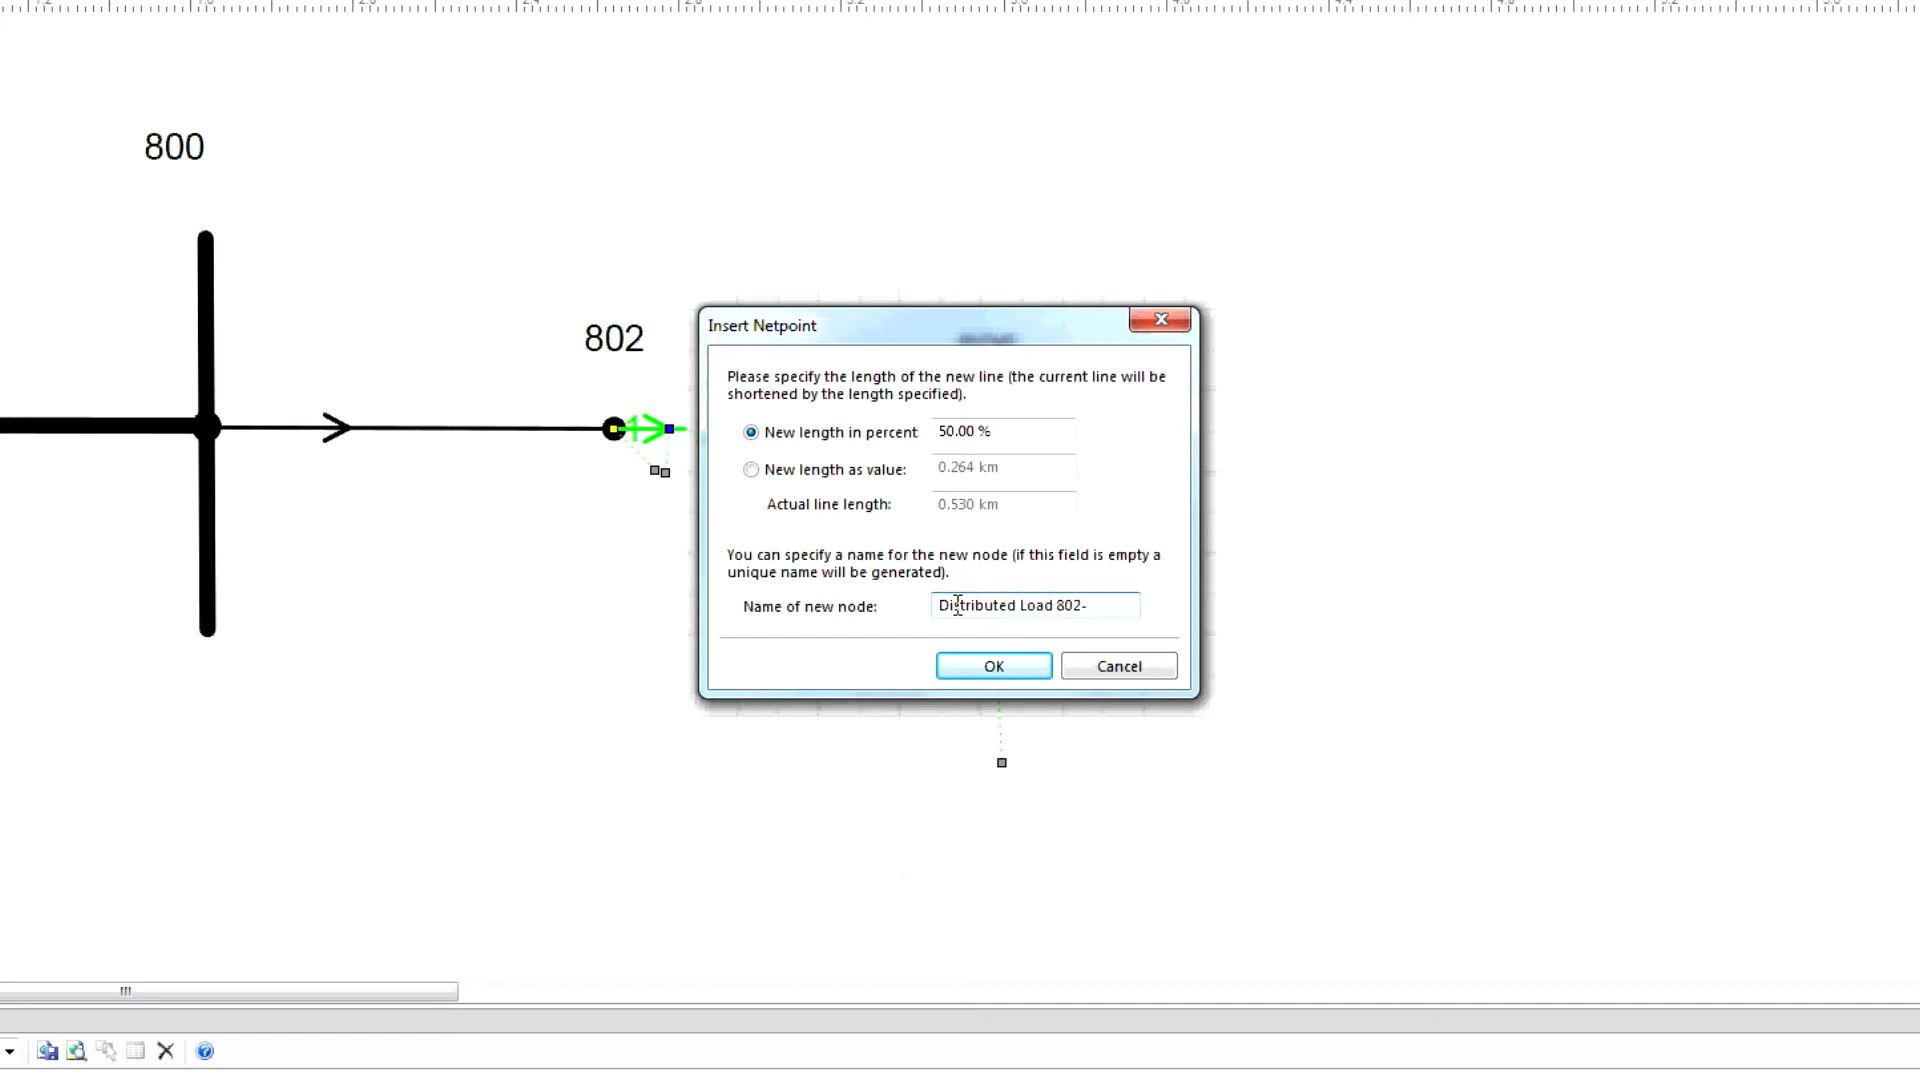 800
802
Insert Netpoint
Please specify the length of the new line (the current line will be
shortened by the length specified).
New length in percent 50.00 %
New length as value: 0.264 km
Actual line length: 0.530 km
You can specify a name for the new node (if this field is empty a
unique name will be generated).
Name of new node: Distributed Load 802-
OK Cancel